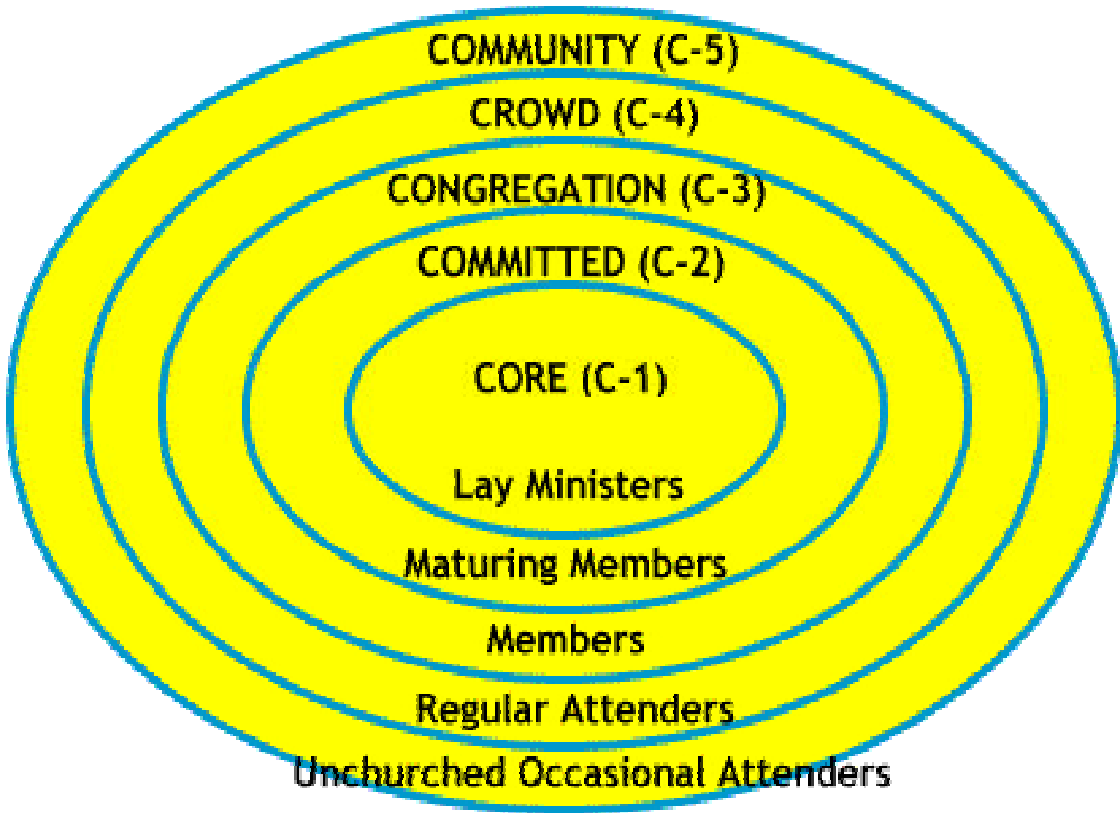 COMMUNITY (C-5)
CROWD (C-4)
CONGREGATION (C-3)
COMMITTED (C-2)
CORE (C-1)
Lay Ministers
Maturing Members
Members
Regular Attenders
Unchurched Occasional Attenders